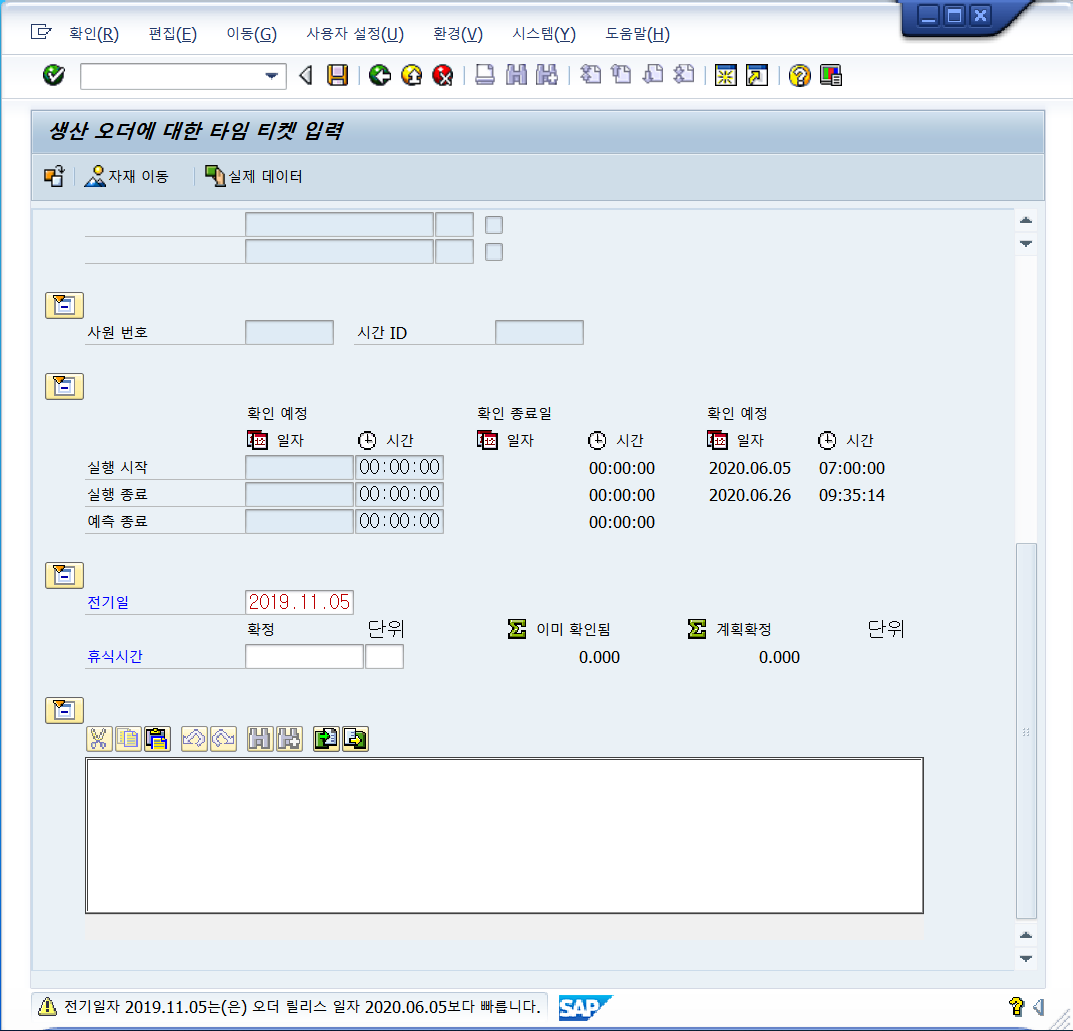 확인(R) 편집(E) 이동(G) 사용자 설정(U) 환경(V) 시스템(Y) 도움말(H)
생산 오더에 대한 타임 티켓 입력
자재 이동 실제 데이터
사원 번호 시간 ID
확인 예정 확인 종료일 확인 예정
12 일자 시간 12 일자 시간 12 일자 시간
실행 시작 00:00:00 00:00:00 2020.06.05 07:00:00
실행 종료 00:00:00 00:00:00 2020.06.26 09:35:14
예측 종료 00:00:00 00:00:00
전기일 2019.11.05
확정 단위 이미 확인됨 계획확정 단위
휴식시간 0.000 0.000
전기일자 2019.11.05는(은) 오더 릴리스 일자 2020.06.05보다 빠릅니다. SAP